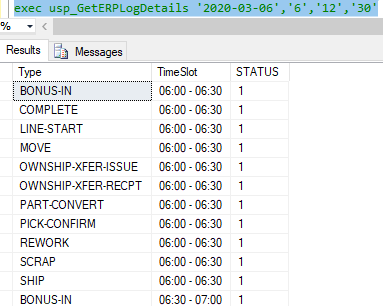 exec usp_GetERPLogDetails '2020-03-06','6','12','30'
%
Results Messages
Type TimeSlot STATUS
BONUS-IN 06:00 - 06:30 1
COMPLETE 06:00 - 06:30 1
LINE-START 06:00 - 06:30 1
MOVE 06:00 - 06:30 1
OWNSHIP-XFER-ISSUE 06:00 - 06:30 1
OWNSHIP-XFER-RECPT 06:00 - 06:30 1
PART-CONVERT 06:00 - 06:30 1
PICK-CONFIRM 06:00 - 06:30 1
REWORK 06:00 - 06:30 1
SCRAP 06:00 - 06:30 1
SHIP 06:00 - 06:30 1
BONUS-IN 06:30 - 07:00 1